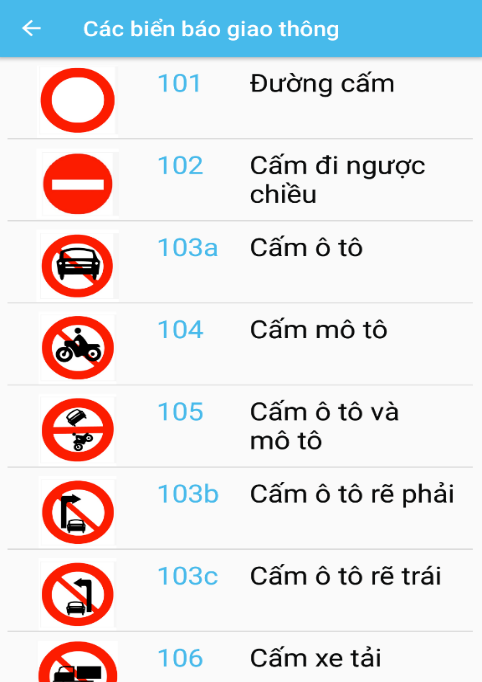 Các biển báo giao thông
101 Đường cấm
102 Cấm đi ngược
chiều
103a Cấm ô tô
104 Cấm mô tô
105 Cấm ô tô và
mô tô
103b Cấm ô tô rẽ phải
103c Cấm ô tô rẽ trái
106 Cấm xe tải